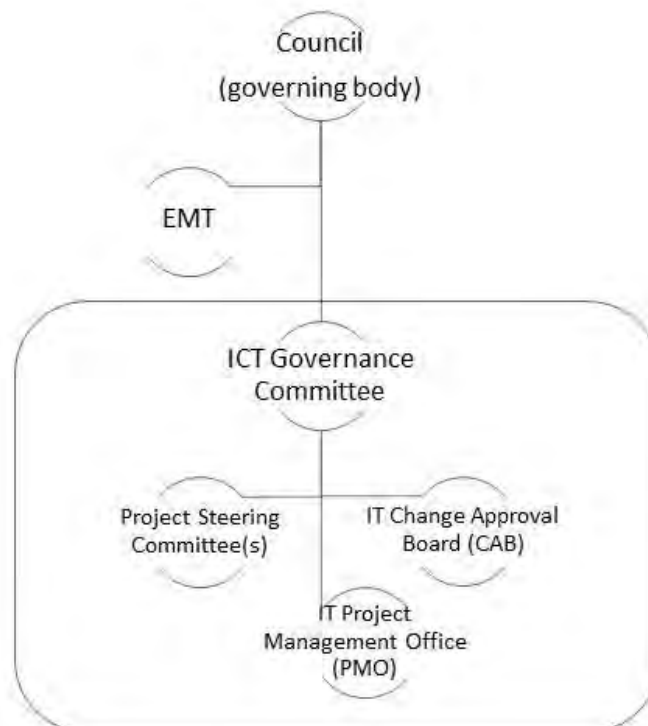 Council
(governing body)
EMT
ICT Governance
Committee
Project Steering
Committee(s)
IT Change Approval
Board (CAB)
IT Project
Management Office
(PMO)